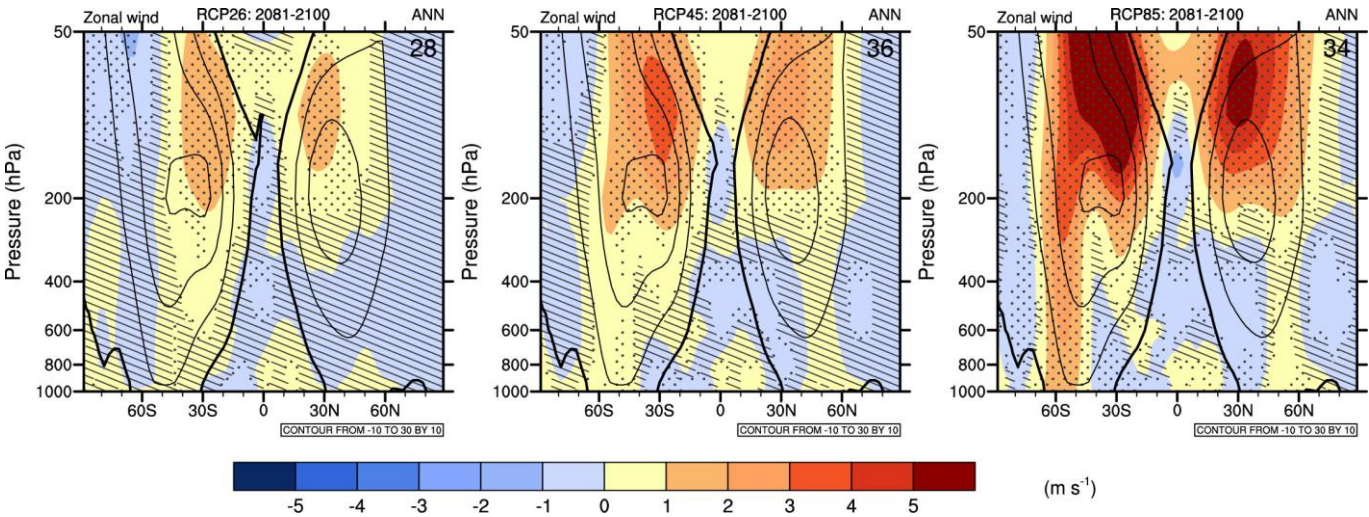 Zonal wind RCP26: 2081-2100 ANN
28
Pressure (hPa)
50
200
400
600
800
1000
60S 30S 0 30N 60N
CONTOUR FROM -10 TO 30 BY 10
Zonal wind RCP45: 2081-2100 ANN
36
Pressure (hPa)
50
200
400
600
800
1000
60S 30S 0 30N 60N
CONTOUR FROM -10 TO 30 BY 10
Zonal wind RCP85: 2081-2100 ANN
34
Pressure (hPa)
50
200
400
600
800
1000
60S 30S 0 30N 60N
CONTOUR FROM -10 TO 30 BY 10
-5 -4 -3 -2 -1 0 1 2 3 4 5
(m s⁻¹)